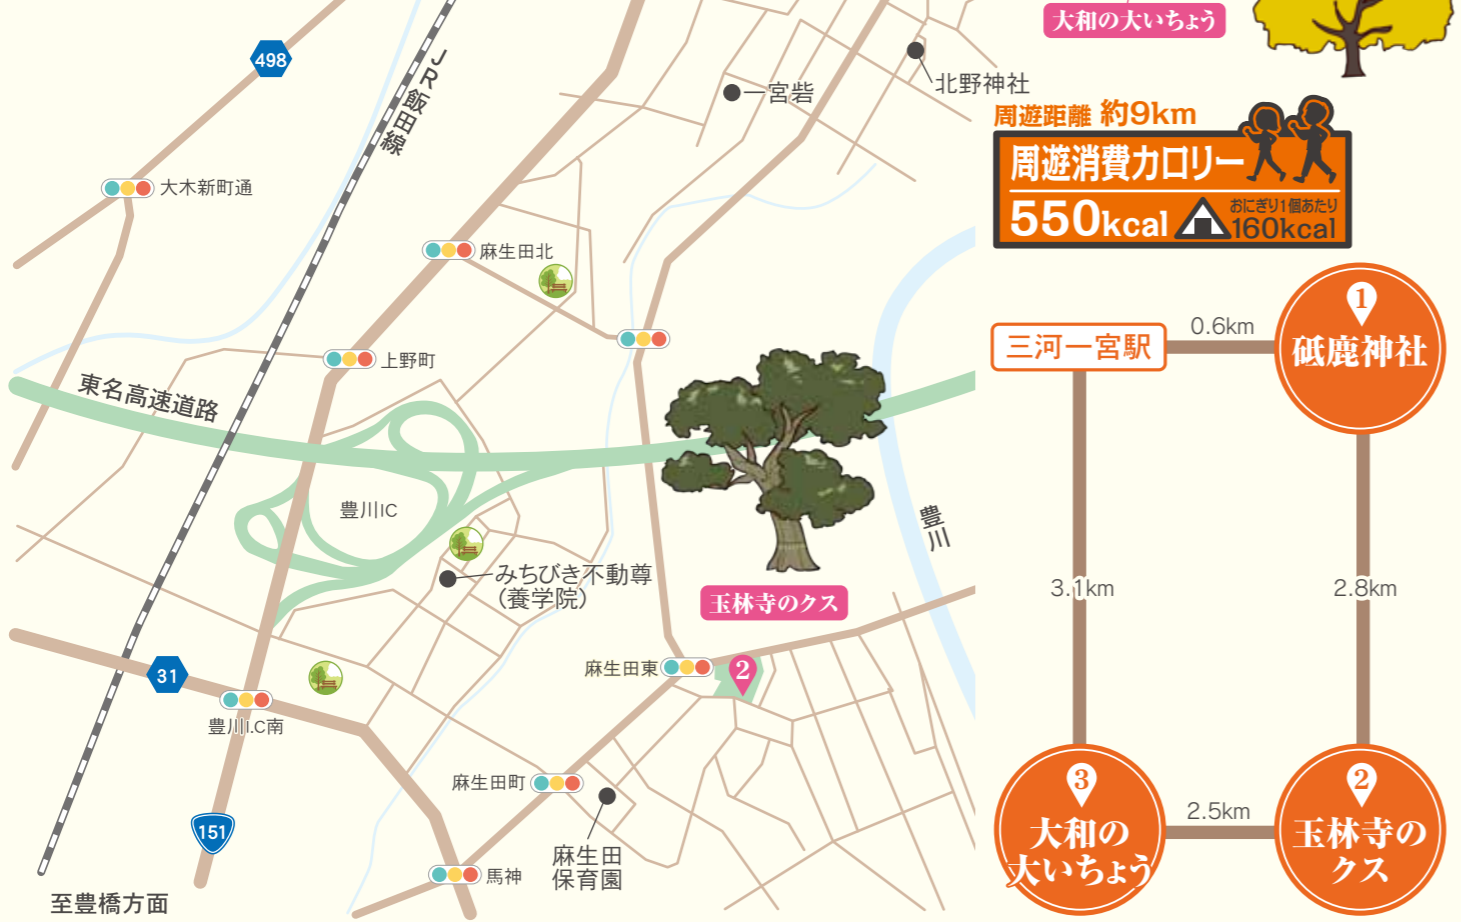 大和の大いちょう
498
JR飯田線
一宮砦
北野神社
周遊距離 約9km
周遊消費カロリー
550kcal
おにぎり1個あたり
160kcal
大木新町通
麻生田北
上野町
東名高速道路
豊川IC
みちびき不動尊
(養学院)
豊川
玉林寺のクス
麻生田東
2
31
豊川I.C南
麻生田町
151
麻生田
保育園
馬神
至豊橋方面
三河一宮駅
0.6km
1
砥鹿神社
3.1km
2.8km
3
大和の
大いちょう
2.5km
2
玉林寺の
クス